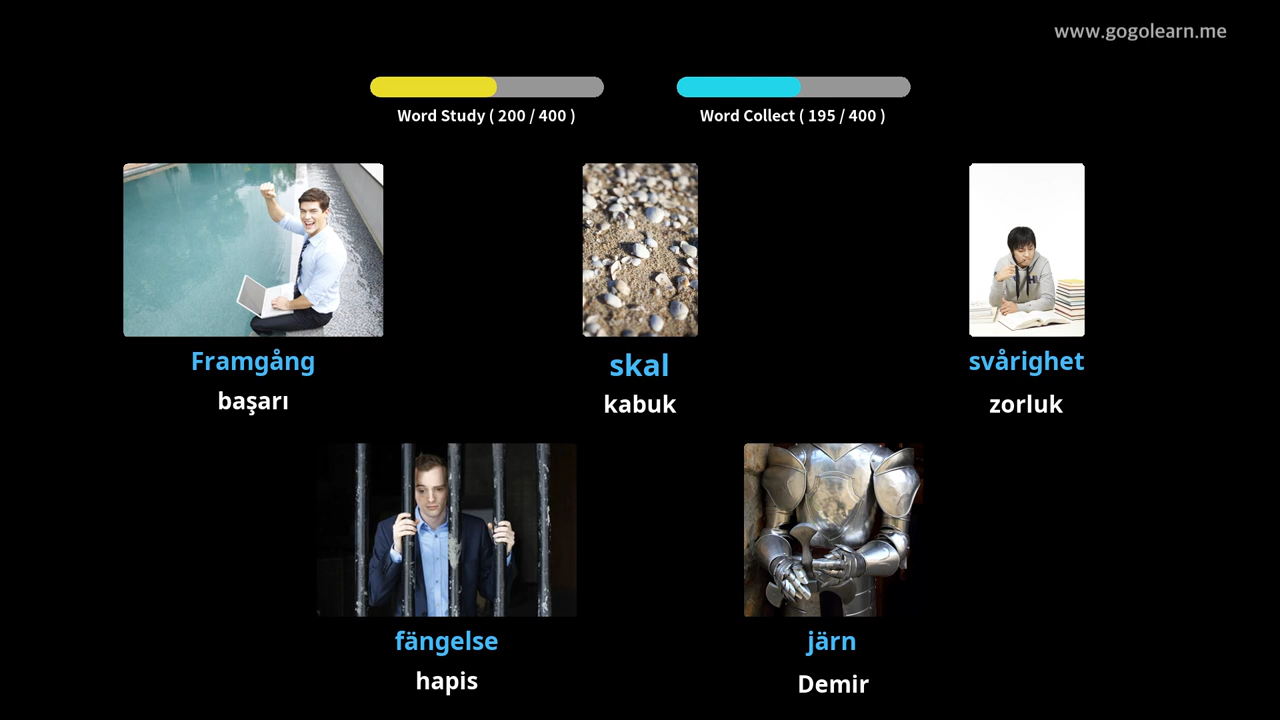 www.gogolearn.me
Word Study ( 200 / 400 )
Word Collect ( 195 / 400 )
Framgång
skal
svårighet
başarı
kabuk
zorluk
fängelse
järn
hapis
Demir